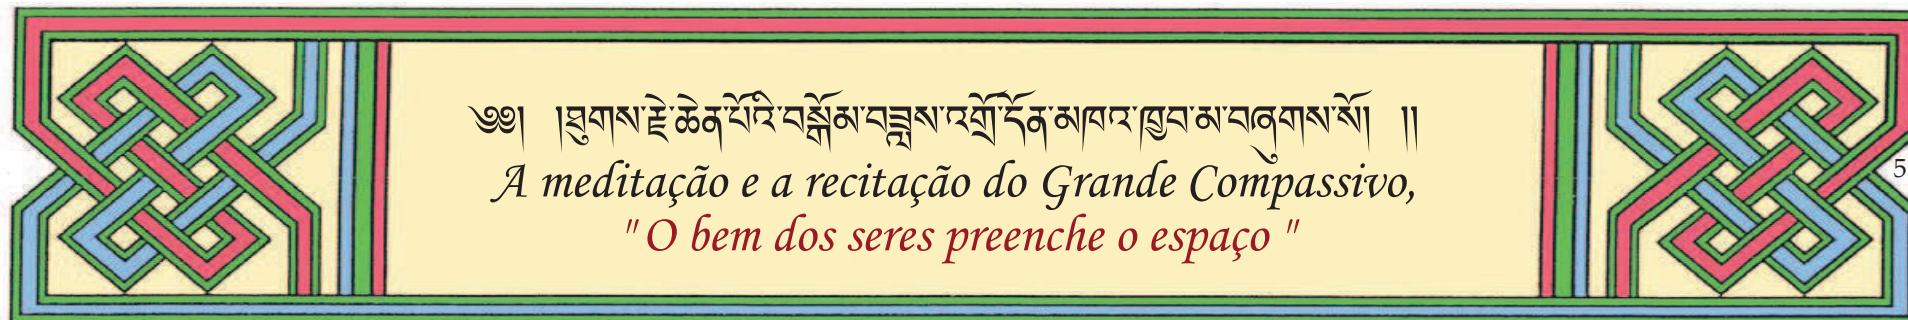 ༄༅།  །ཐུགས་རྗེ་ཆེན་པོའི་བསྒོམ་བཟླས་འགྲོ་དོན་མཁའ་ཁྱབ་མ་བཞུགས་སོ།  །།
A meditação e a recitação do Grande Compassivo,
5
" O bem dos seres preenche o espaço "